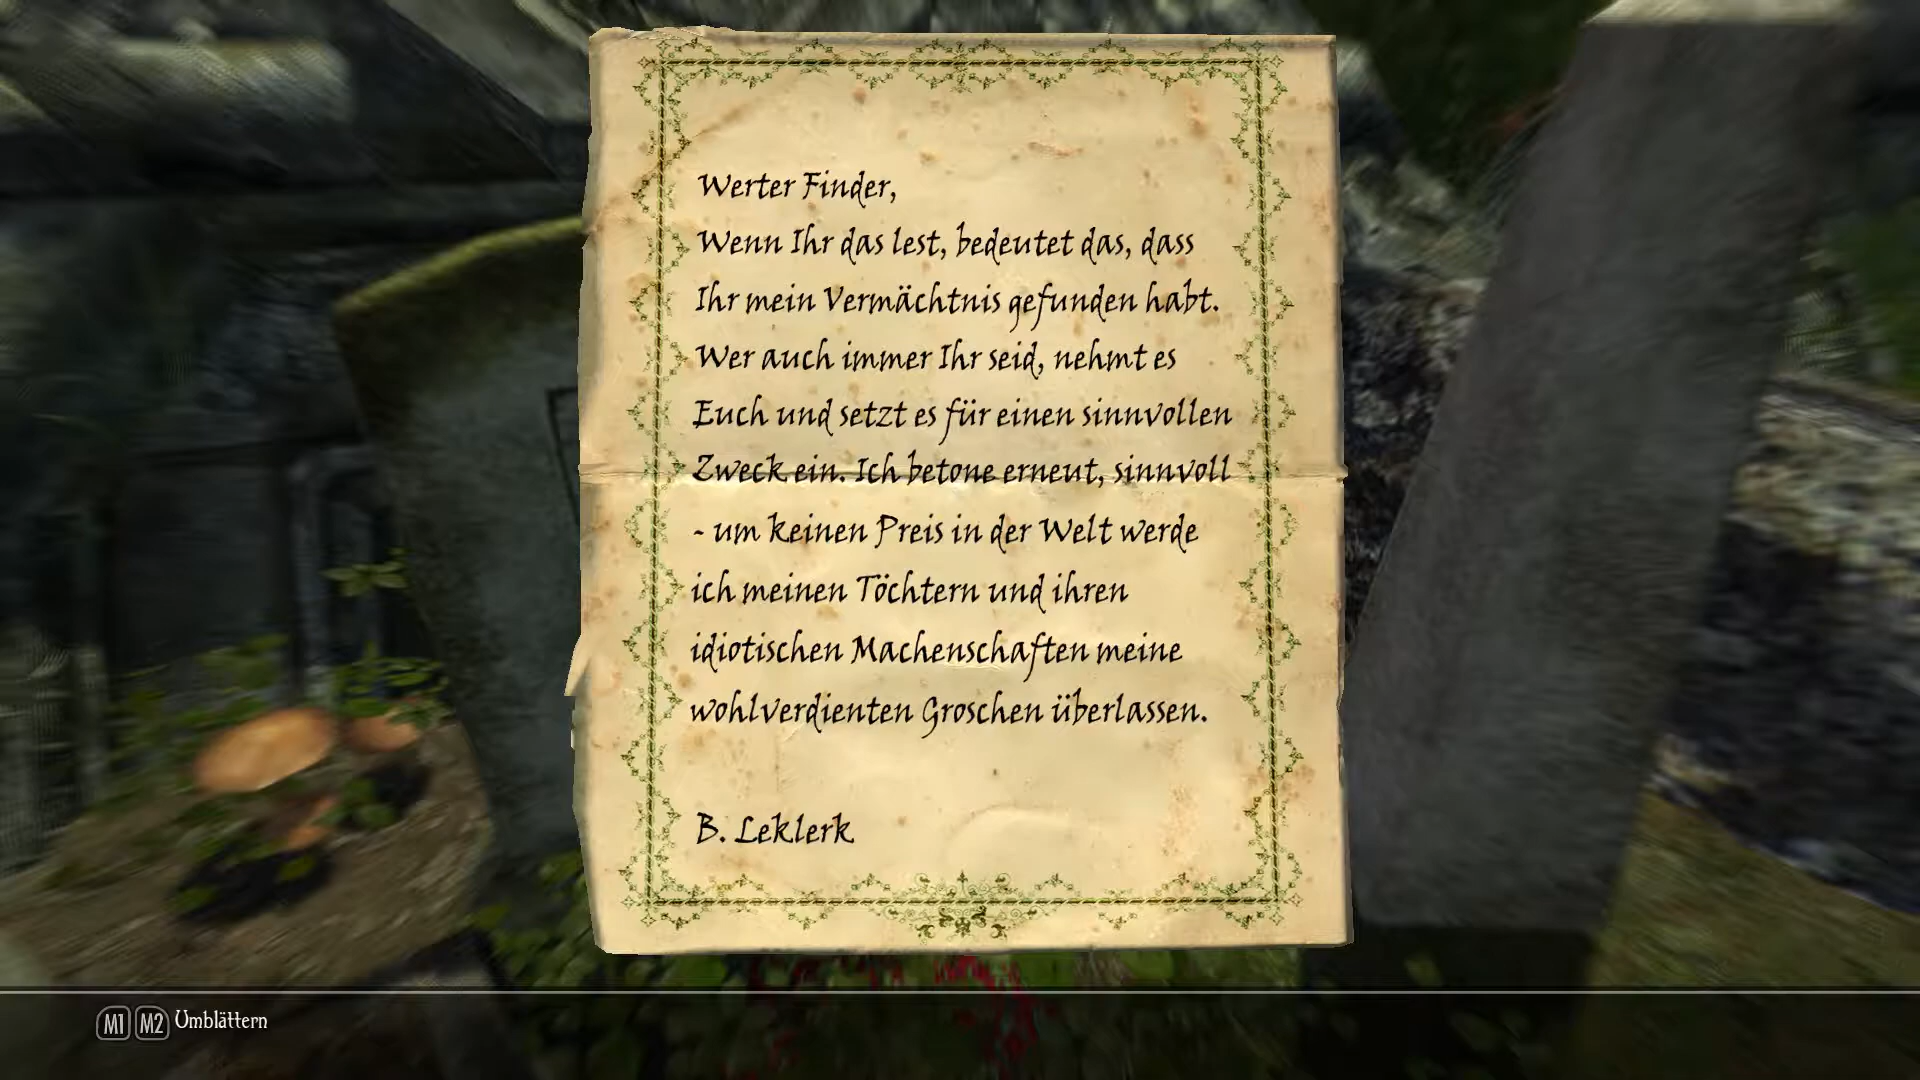 Werter Finder,
Wenn Ihr das lest, bedeutet das, dass
Ihr mein Vermächtnis gefunden habt.
Wer auch immer Ihr seid, nehmt es
Euch und setzt es für einen sinnvollen
Zweck ein. Ich betone erneut, sinnvoll
- um keinen Preis in der Welt werde
ich meinen Töchtern und ihren
idiotischen Machenschaften meine
wohlverdienten Groschen überlassen.
B. Leklerk
M1 M2 Umblättern